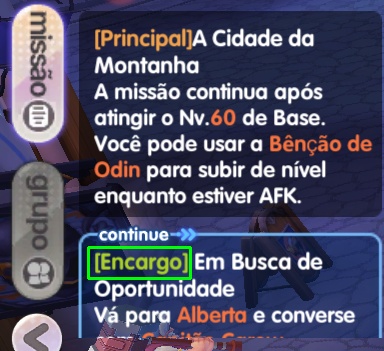 missão
grupo
[Principal]A Cidade da
Montanha
A missão continua após
atingir o Nv.60 de Base.
Você pode usar a Bênção de
Odin para subir de nível
enquanto estiver AFK.
continue
[Encargo] Em Busca de
Oportunidade
Vá para Alberta e converse